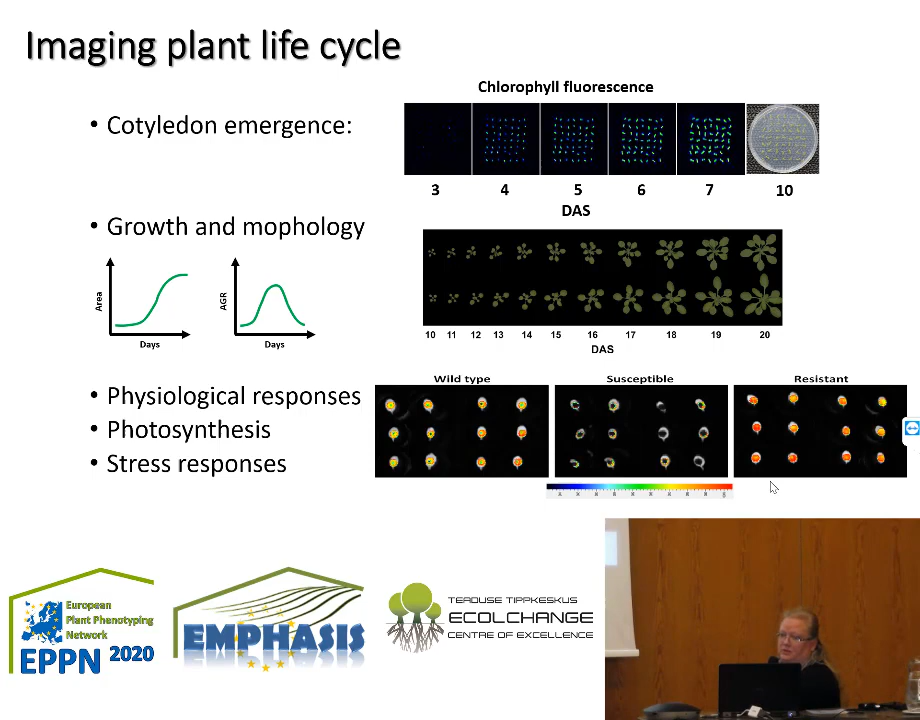 Imaging plant life cycle
Chlorophyll fluorescence
• Cotyledon emergence:
3 4 5 6 7 10
DAS
• Growth and mophology
Area
Days
AGR
Days
10 11 12 13 14 15 16 17 18 19 20
DAS
• Physiological responses
• Photosynthesis
• Stress responses
Wild type
Susceptible
Resistant
European
Plant Phenotyping
Network
EPPN 2020
EMPHASIS
TEADUSE TIPPKESKUS
ECOLCHANGE
CENTRE OF EXCELLENCE